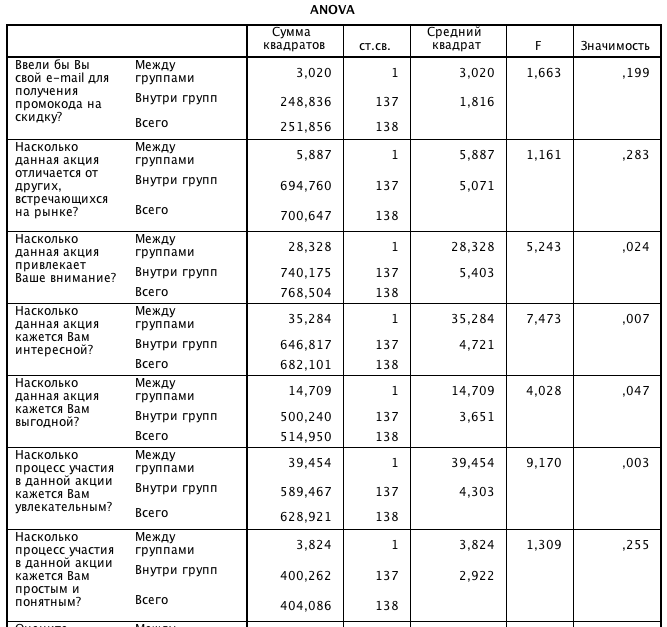 ANOVA
Сумма квадратов ст.св. Средний квадрат F Значимость
Ввели бы Вы свой e-mail для получения промокода на скидку?
Между группами 3,020 1 3,020 1,663 ,199
Внутри групп 248,836 137 1,816
Всего 251,856 138
Насколько данная акция отличается от других, встречающихся на рынке?
Между группами 5,887 1 5,887 1,161 ,283
Внутри групп 694,760 137 5,071
Всего 700,647 138
Насколько данная акция привлекает Ваше внимание?
Между группами 28,328 1 28,328 5,243 ,024
Внутри групп 740,175 137 5,403
Всего 768,504 138
Насколько данная акция кажется Вам интересной?
Между группами 35,284 1 35,284 7,473 ,007
Внутри групп 646,817 137 4,721
Всего 682,101 138
Насколько данная акция кажется Вам выгодной?
Между группами 14,709 1 14,709 4,028 ,047
Внутри групп 500,240 137 3,651
Всего 514,950 138
Насколько процесс участия в данной акции кажется Вам увлекательным?
Между группами 39,454 1 39,454 9,170 ,003
Внутри групп 589,467 137 4,303
Всего 628,921 138
Насколько процесс участия в данной акции кажется Вам простым и понятным?
Между группами 3,824 1 3,824 1,309 ,255
Внутри групп 400,262 137 2,922
Всего 404,086 138